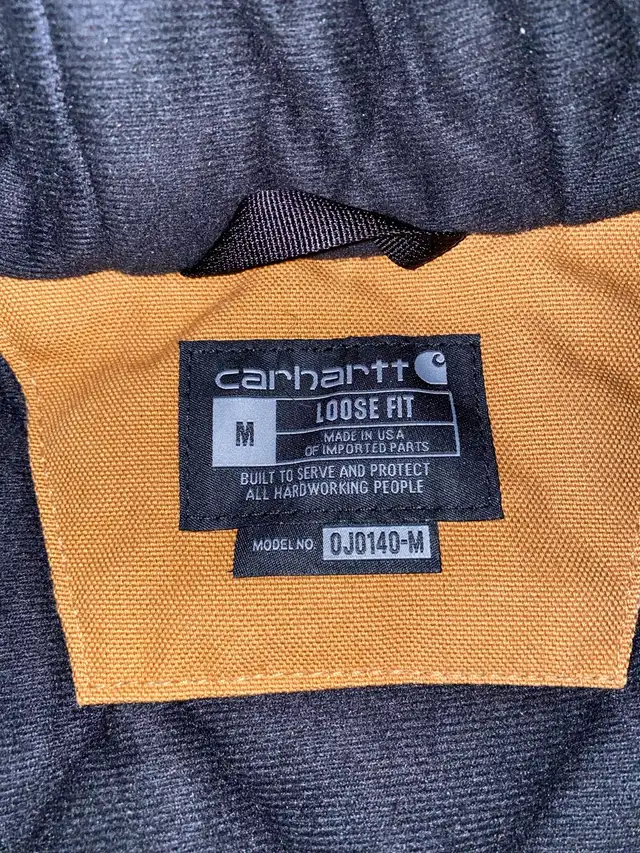 carhartt
M
LOOSE FIT
MADE IN USA
OF IMPORTED PARTS
BUILT TO SERVE AND PROTECT
ALL HARDWORKING PEOPLE
MODEL NO. 0J0140-M